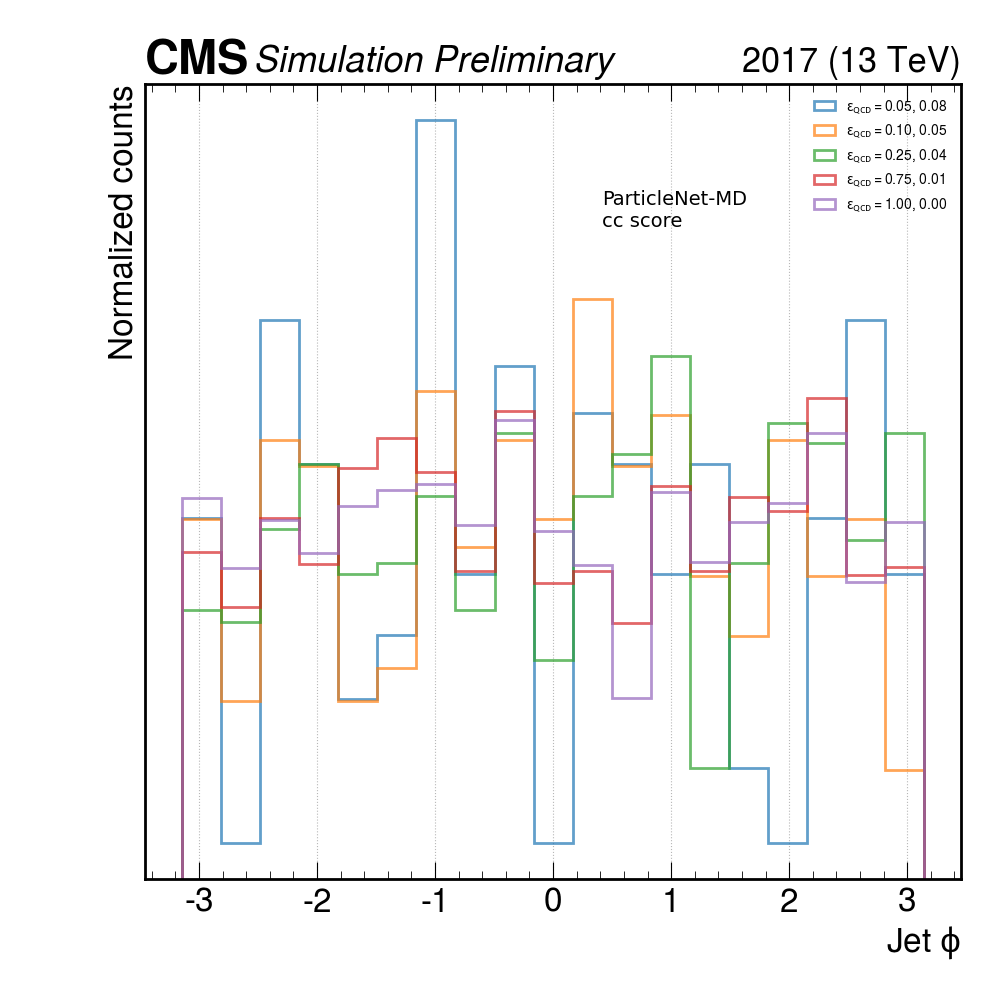 CMS Simulation Preliminary 2017 (13 TeV)
Normalized counts
ε_QCD = 0.05, 0.08
ε_QCD = 0.10, 0.05
ε_QCD = 0.25, 0.04
ε_QCD = 0.75, 0.01
ε_QCD = 1.00, 0.00
ParticleNet-MD
cc score
-3 -2 -1 0 1 2 3
Jet ϕ